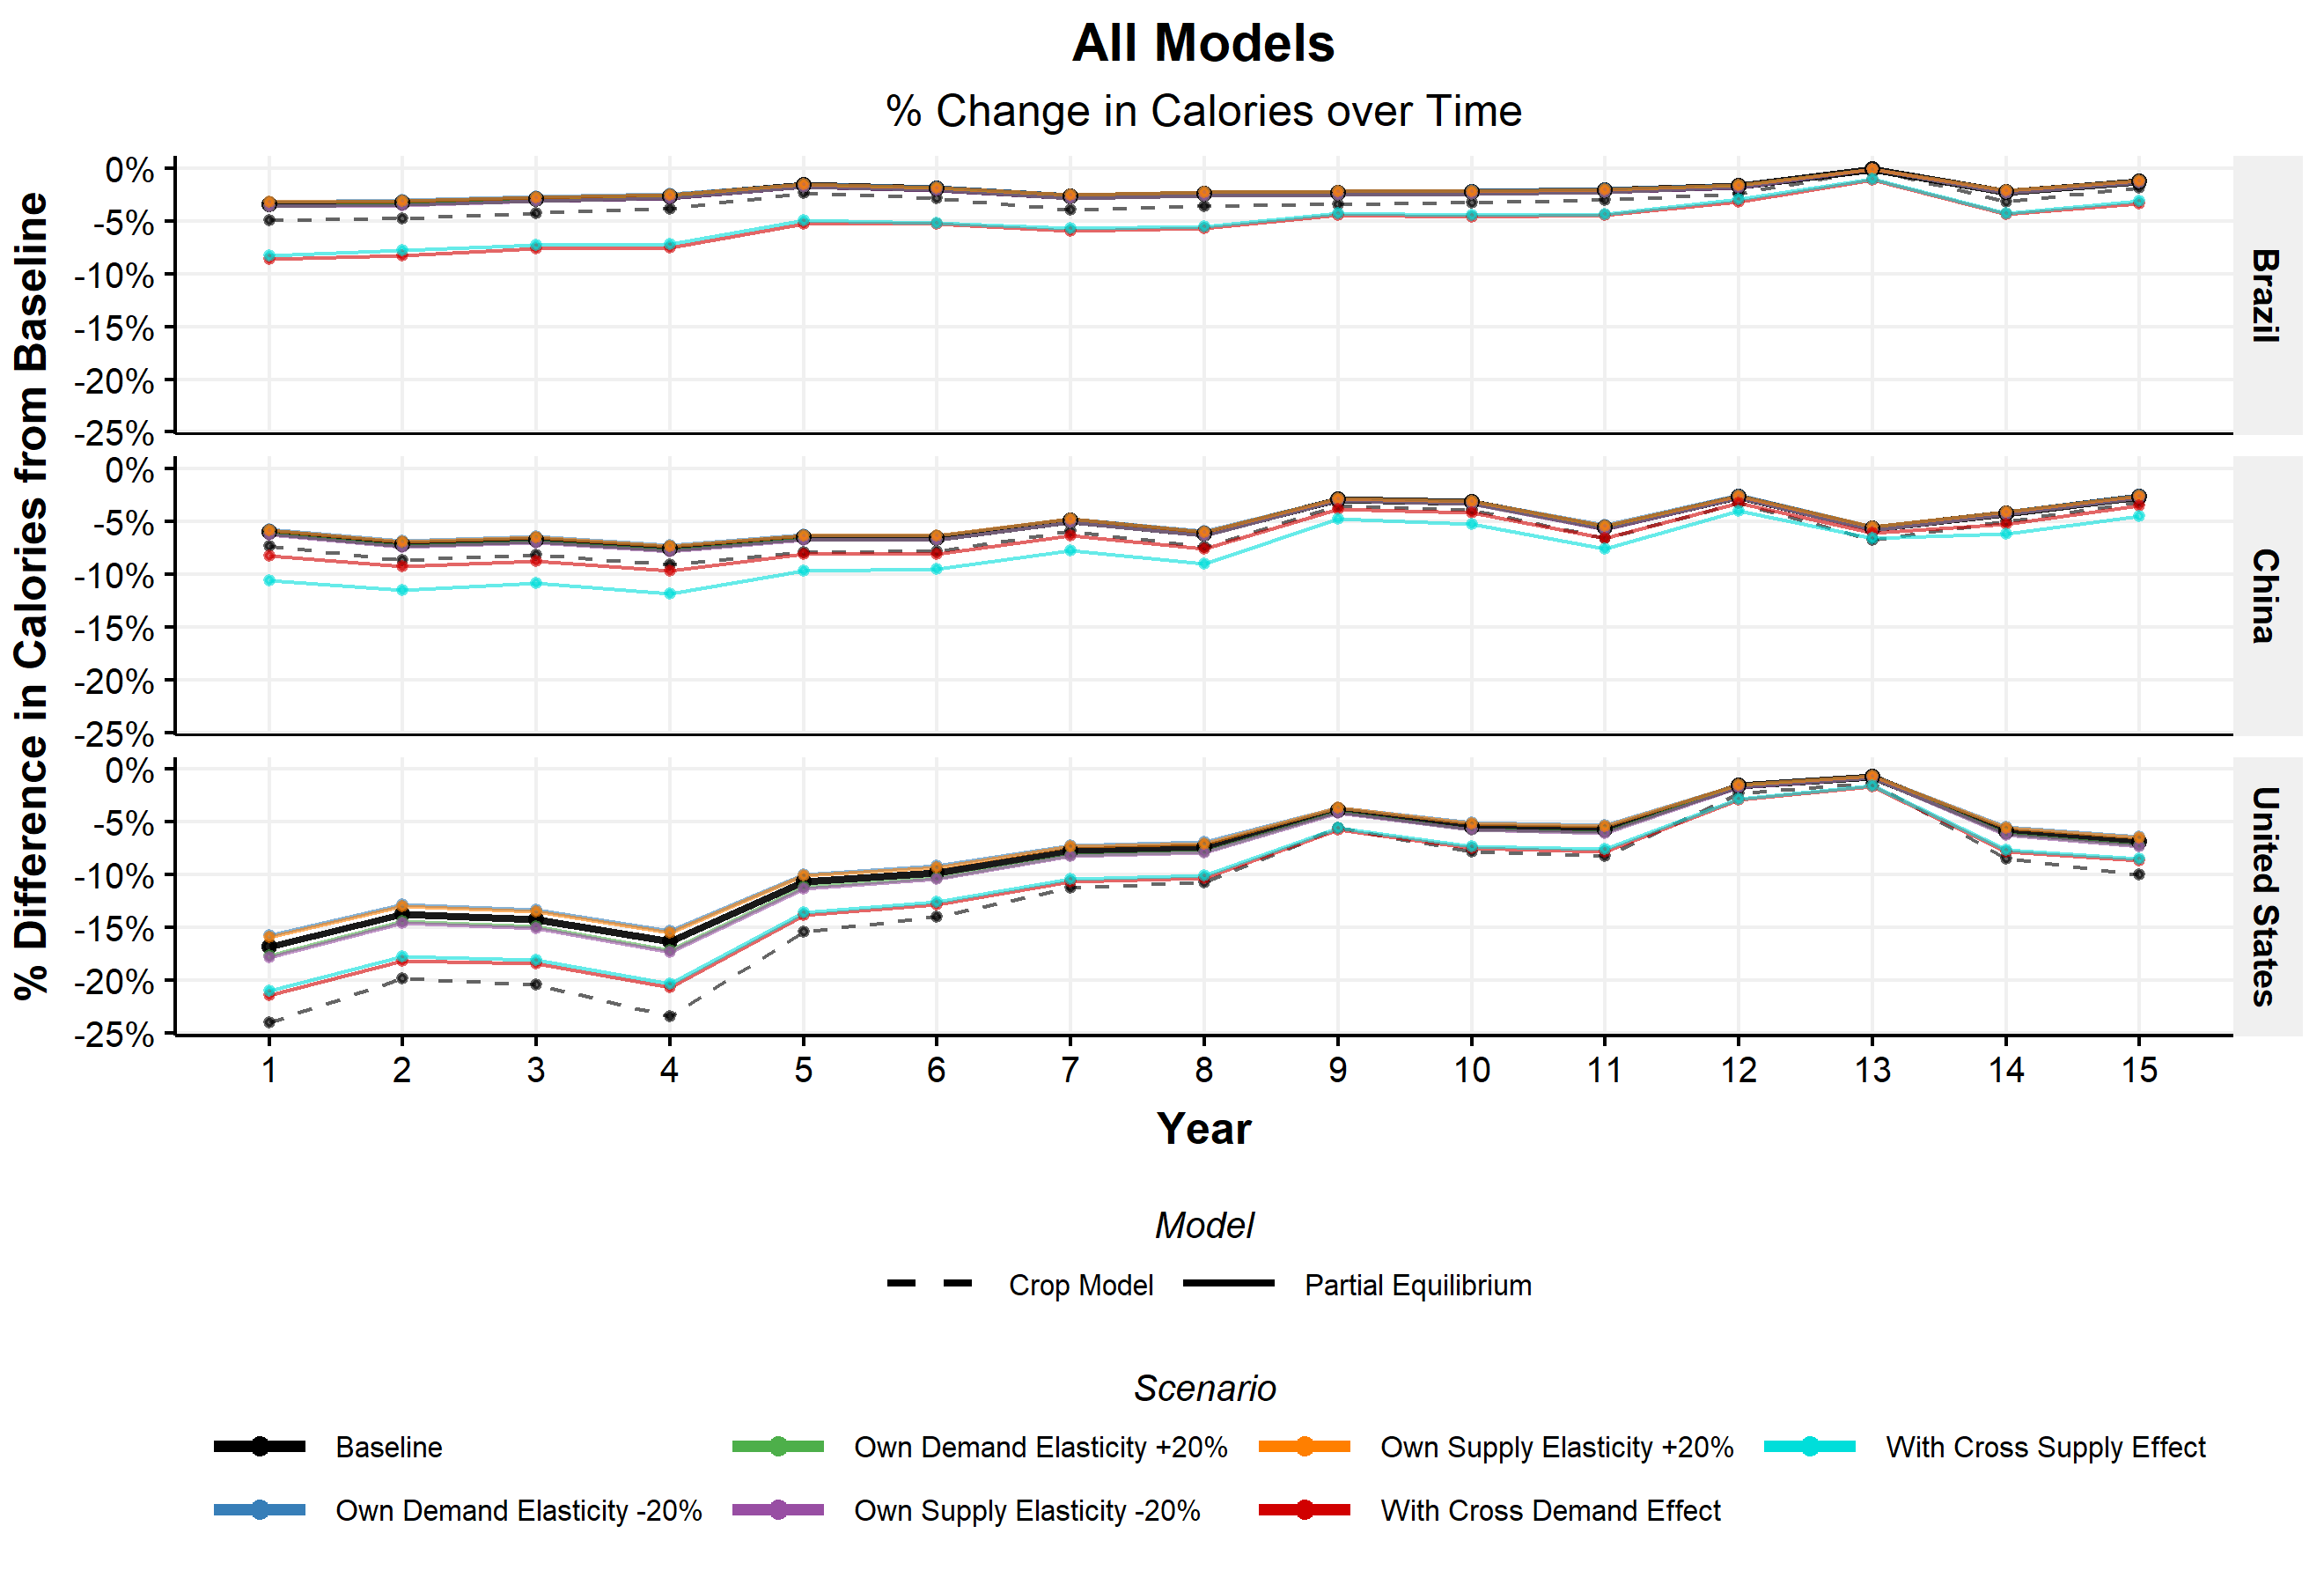 All Models
% Change in Calories over Time
% Difference in Calories from Baseline
0%
-5%
-10%
-15%
-20%
-25%
Brazil
0%
-5%
-10%
-15%
-20%
-25%
China
0%
-5%
-10%
-15%
-20%
-25%
United States
1 2 3 4 5 6 7 8 9 10 11 12 13 14 15
Year
Model
Crop Model Partial Equilibrium
Scenario
Baseline Own Demand Elasticity +20% Own Supply Elasticity +20% With Cross Supply Effect
Own Demand Elasticity -20% Own Supply Elasticity -20% With Cross Demand Effect